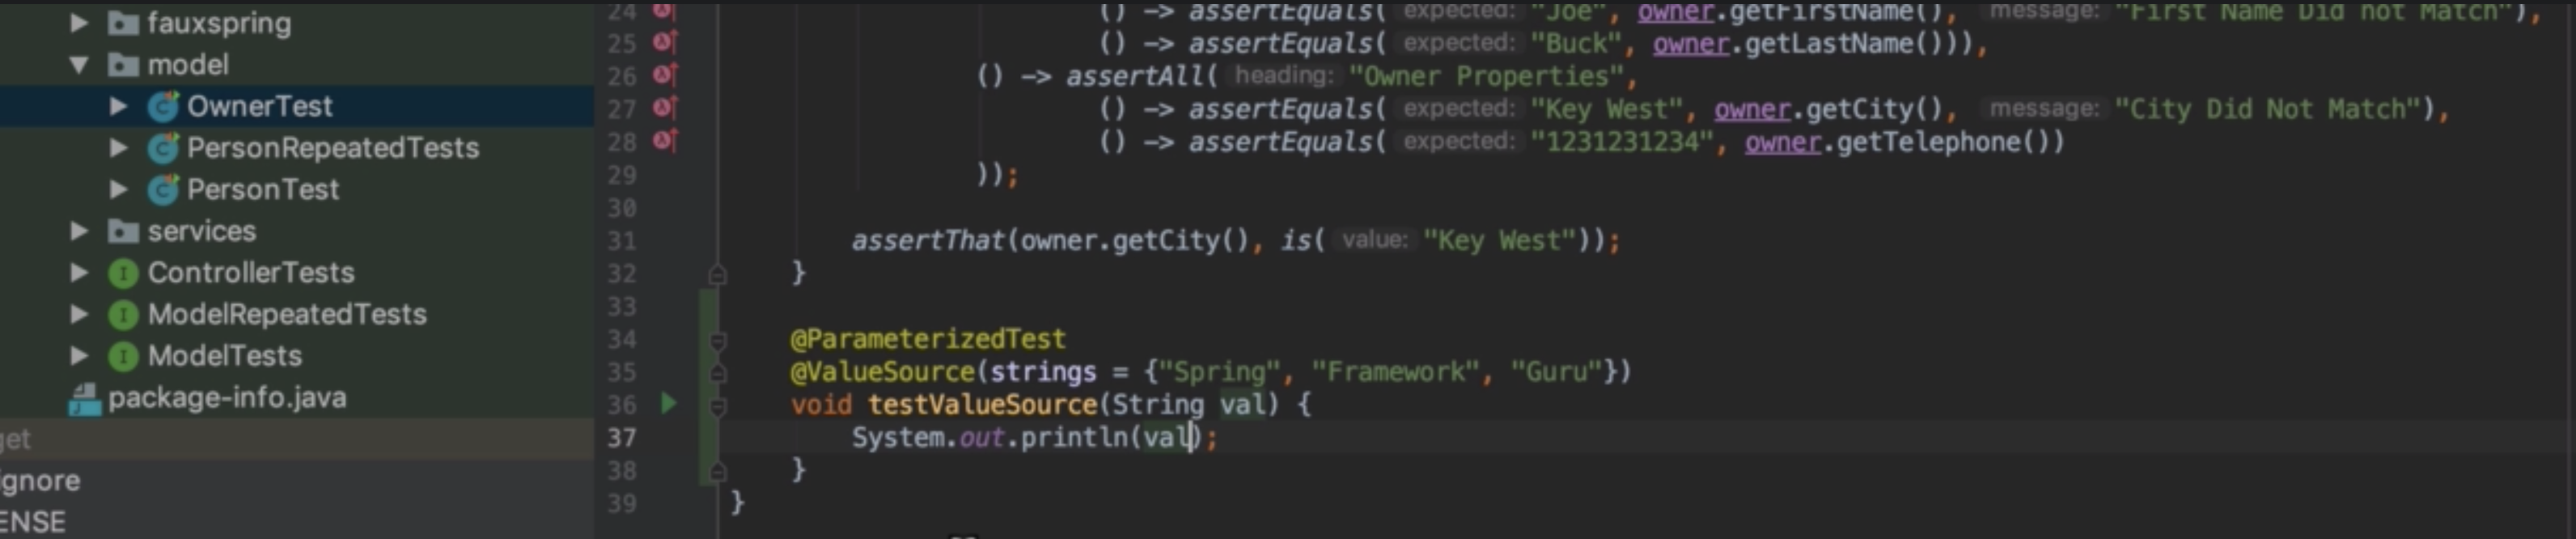 fauxspring
model
OwnerTest
PersonRepeatedTests
PersonTest
services
ControllerTests
ModelRepeatedTests
ModelTests
package-info.java
get
ignore
ENSE
24 () -> assertEquals( expected: "Joe", owner.getFirstName(), message: "First Name Did not Match"),
25 () -> assertEquals( expected: "Buck", owner.getLastName())),
26 () -> assertAll( heading: "Owner Properties",
27 () -> assertEquals( expected: "Key West", owner.getCity(), message: "City Did Not Match"),
28 () -> assertEquals( expected: "1231231234", owner.getTelephone())
29 ));
30
31 assertThat(owner.getCity(), is( value: "Key West"));
32 }
33
34 @ParameterizedTest
35 @ValueSource(strings = {"Spring", "Framework", "Guru"})
36 void testValueSource(String val) {
37 System.out.println(val);
38 }
39 }